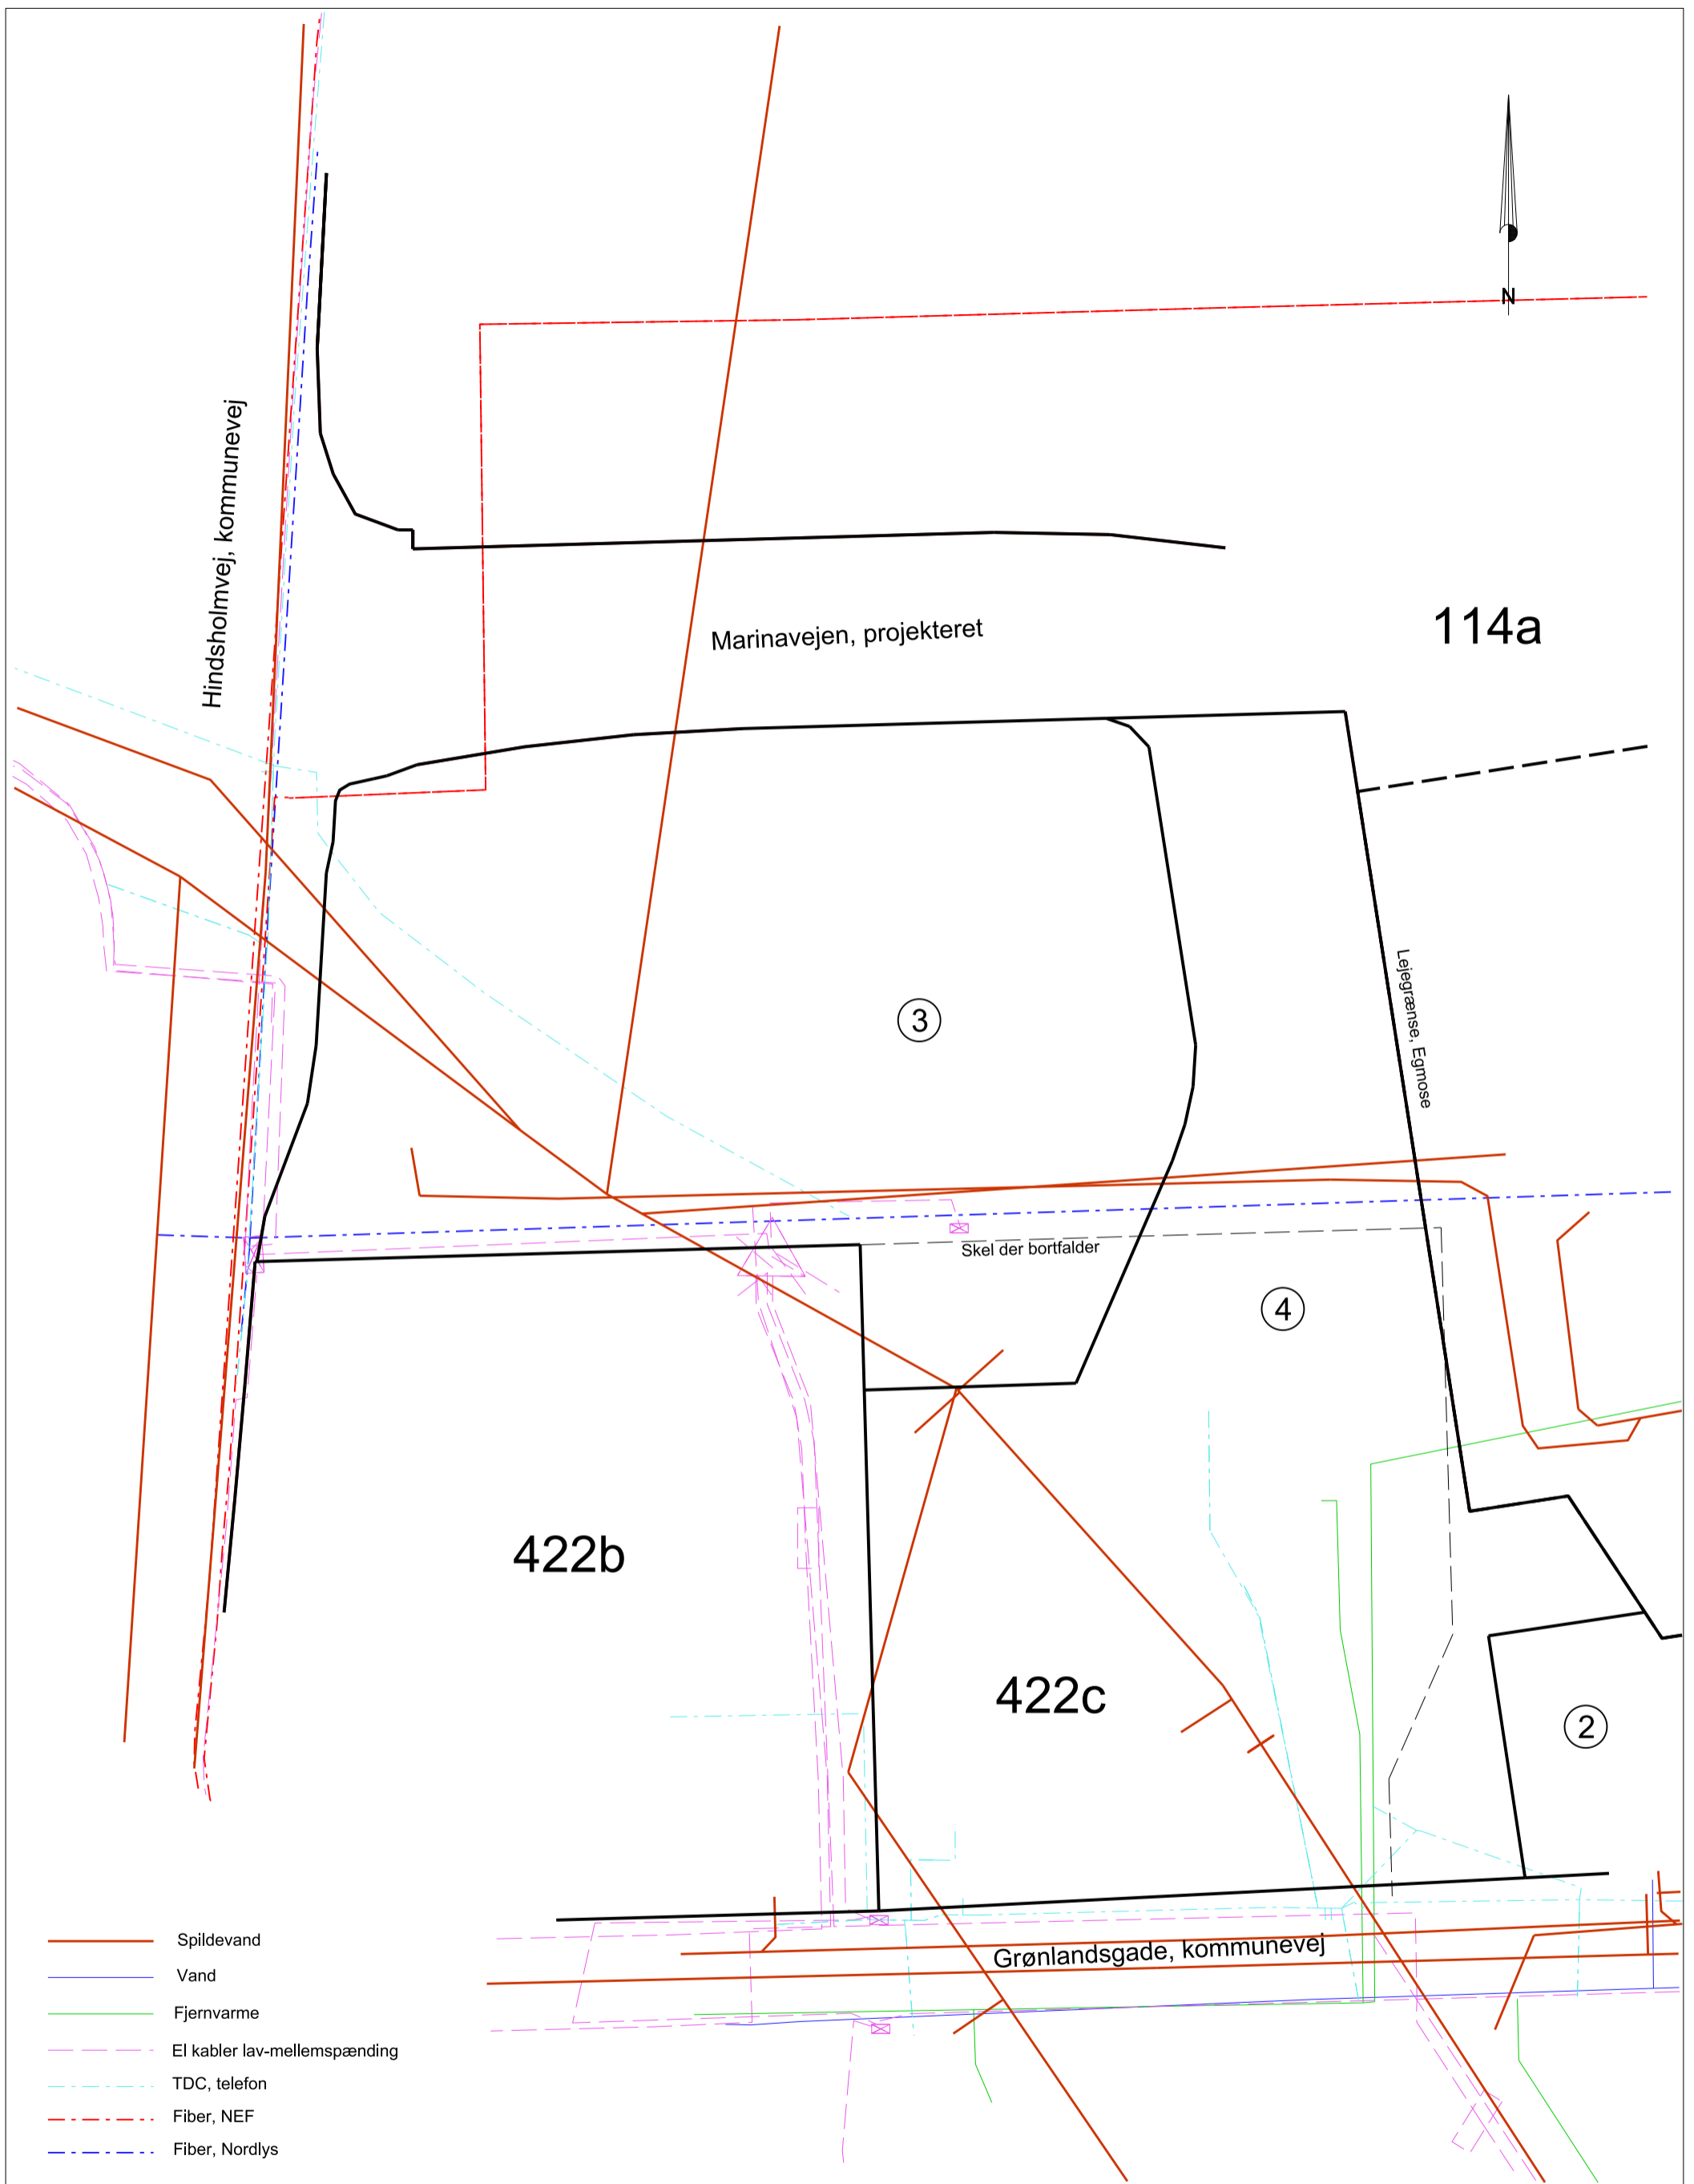 N
Hindsholmvej, kommunevej
Marinavejen, projekteret
114a
Lejegrænse, Egmose
3
Skel der bortfalder
4
422b
422c
2
Grønlandsgade, kommunevej
Spildevand
Vand
Fjernvarme
El kabler lav-mellemspænding
TDC, telefon
Fiber, NEF
Fiber, Nordlys